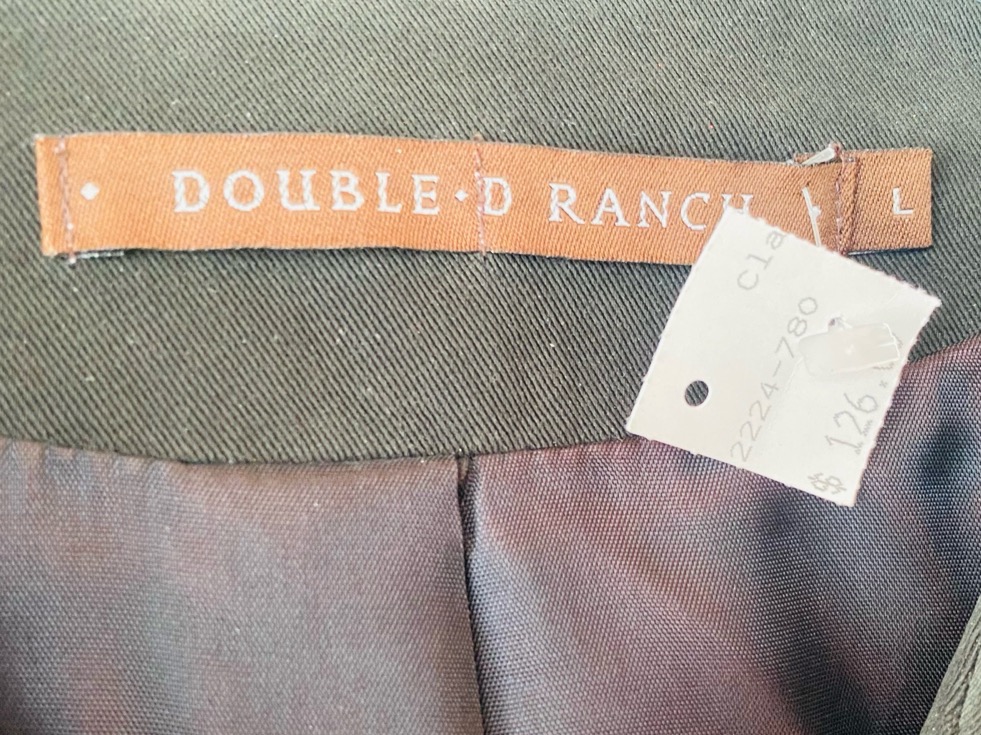 DOUBLE·D RANCH
L
Cla
2224-780
$ 126.